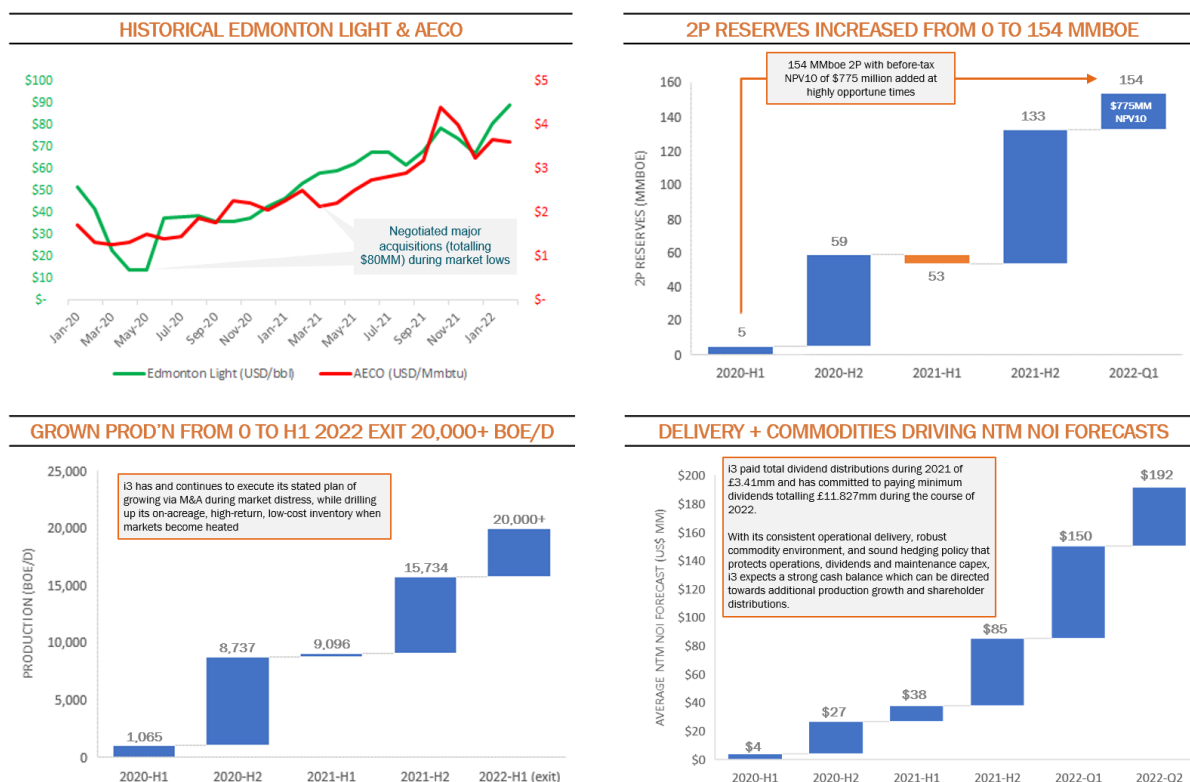 HISTORICAL EDMONTON LIGHT & AECO
$100
$90
$80
$70
$60
$50
$40
$30
$20
$10
$-
$5
$4
$3
$2
$1
$-
Negotiated major
acquisitions (totalling
$80MM) during market lows
Jan-20
Mar-20
May-20
Jul-20
Sep-20
Nov-20
Jan-21
Mar-21
May-21
Jul-21
Sep-21
Nov-21
Jan-22
Edmonton Light (USD/bbl)
AECO (USD/Mmbtu)
2P RESERVES INCREASED FROM 0 TO 154 MMBOE
154 MMboe 2P with before-tax
NPV10 of $775 million added at
highly opportune times
2P RESERVES (MMBOE)
160
140
120
100
80
60
40
20
0
5
59
53
133
154
$775MM
NPV10
2020-H1
2020-H2
2021-H1
2021-H2
2022-Q1
GROWN PROD'N FROM 0 TO H1 2022 EXIT 20,000+ BOE/D
i3 has and continues to execute its stated plan of
growing via M&A during market distress, while drilling
up its on-acreage, high-return, low-cost inventory when
markets become heated
PRODUCTION (BOE/D)
25,000
20,000
15,000
10,000
5,000
0
1,065
8,737
9,096
15,734
20,000+
2020-H1
2020-H2
2021-H1
2021-H2
2022-H1 (exit)
DELIVERY + COMMODITIES DRIVING NTM NOI FORECASTS
i3 paid total dividend distributions during 2021 of
£3.41mm and has committed to paying minimum
dividends totalling £11.827mm during the course of
2022.
With its consistent operational delivery, robust
commodity environment, and sound hedging policy that
protects operations, dividends and maintenance capex,
i3 expects a strong cash balance which can be directed
towards additional production growth and shareholder
distributions.
AVERAGE NTM NOI FORECAST (US$ MM)
$200
$180
$160
$140
$120
$100
$80
$60
$40
$20
$0
$4
$27
$38
$85
$150
$192
2020-H1
2020-H2
2021-H1
2021-H2
2022-Q1
2022-Q2